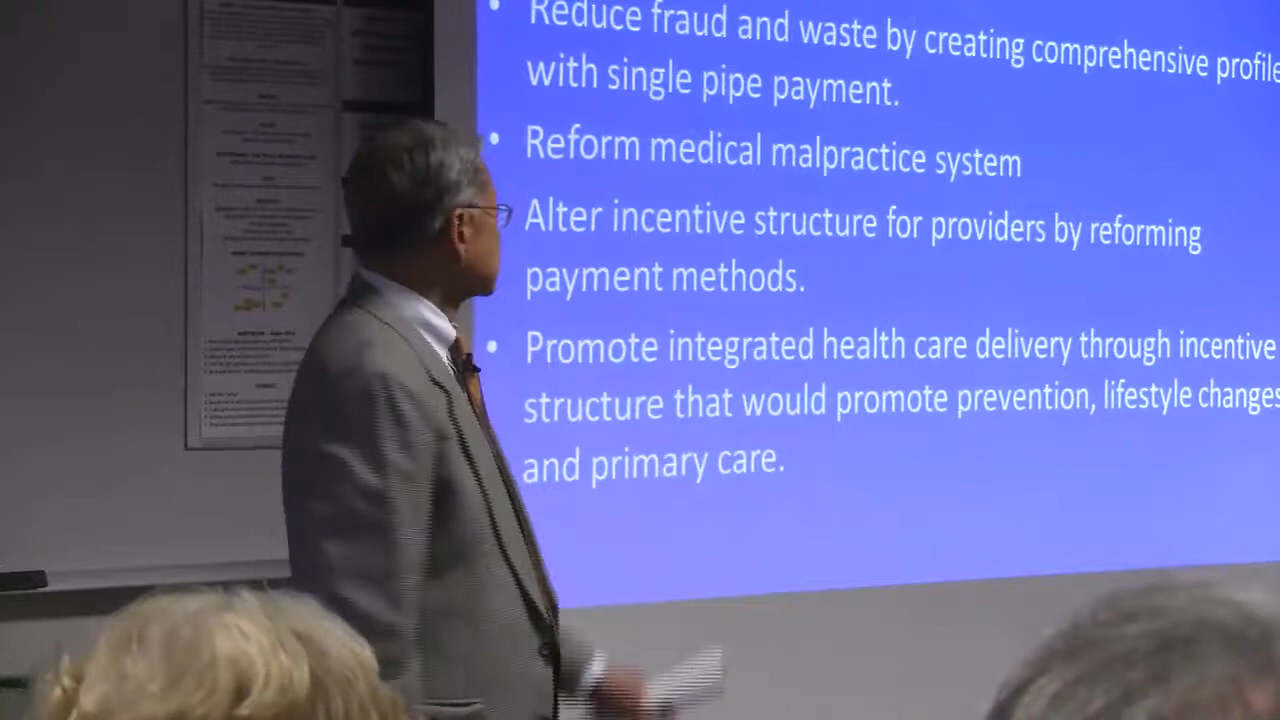 • Reduce fraud and waste by creating comprehensive profile
with single pipe payment.
• Reform medical malpractice system
Alter incentive structure for providers by reforming
payment methods.
• Promote integrated health care delivery through incentive
structure that would promote prevention, lifestyle changes
and primary care.